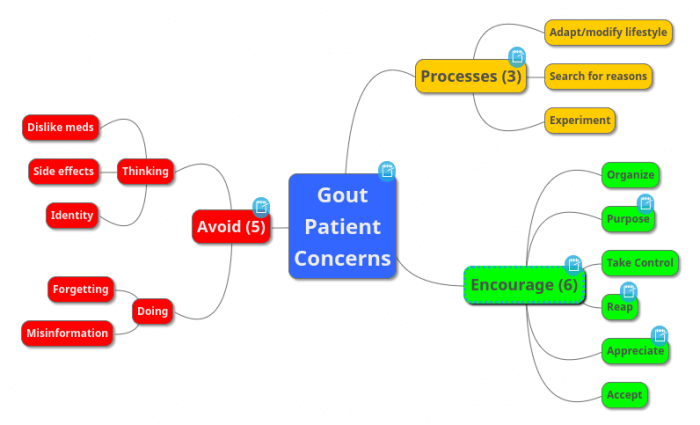 Gout
Patient
Concerns
Processes (3)
Adapt/modify lifestyle
Search for reasons
Experiment
Encourage (6)
Organize
Purpose
Take Control
Reap
Appreciate
Accept
Avoid (5)
Thinking
Dislike meds
Side effects
Identity
Doing
Forgetting
Misinformation